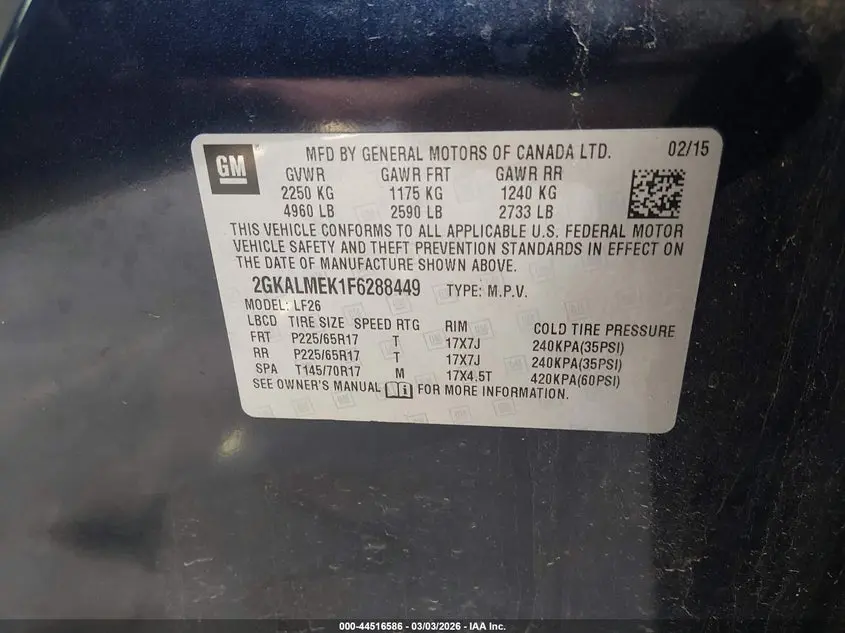 GM
MFD BY GENERAL MOTORS OF CANADA LTD. 02/15
GVWR GAWR FRT GAWR RR
2250 KG 1175 KG 1240 KG
4960 LB 2590 LB 2733 LB
THIS VEHICLE CONFORMS TO ALL APPLICABLE U.S. FEDERAL MOTOR
VEHICLE SAFETY AND THEFT PREVENTION STANDARDS IN EFFECT ON
THE DATE OF MANUFACTURE SHOWN ABOVE.
2GKALMEK1F6288449 TYPE: M.P.V.
MODEL: LF26
LBCD TIRE SIZE SPEED RTG RIM COLD TIRE PRESSURE
FRT P225/65R17 T 17X7J 240KPA(35PSI)
RR P225/65R17 T 17X7J 240KPA(35PSI)
SPA T145/70R17 M 17X4.5T 420KPA(60PSI)
SEE OWNER'S MANUAL FOR MORE INFORMATION.
000-44516586 - 03/03/2026 - IAA Inc.